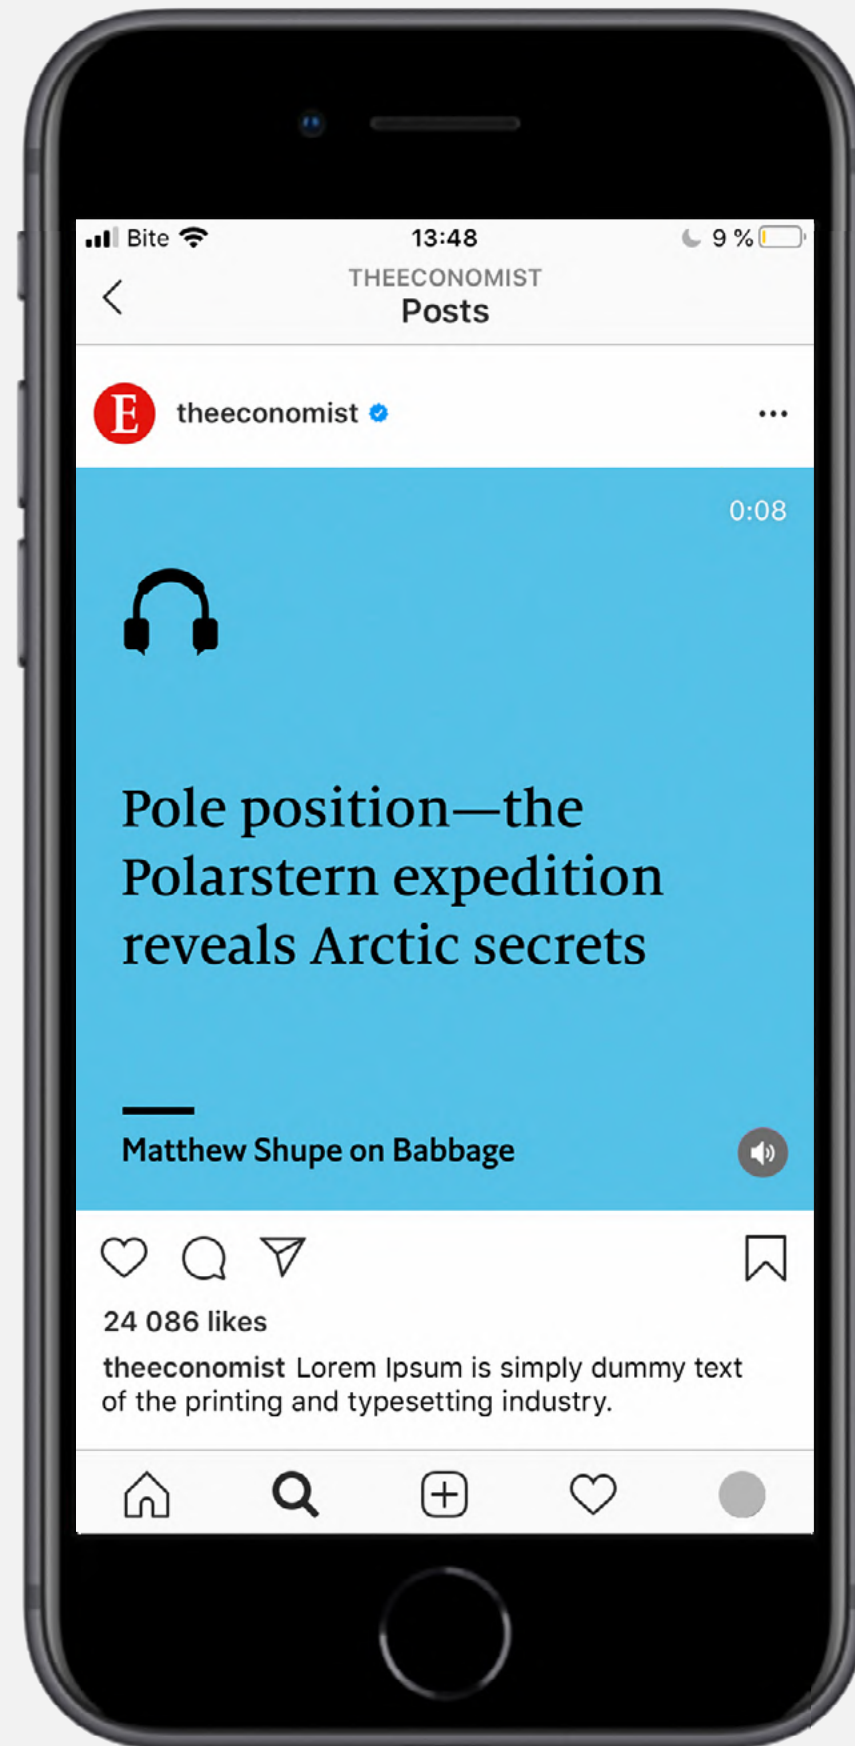 Bite
13:48
9 %
THEECONOMIST
Posts
E
theeconomist
0:08
Pole position—the
Polarstern expedition
reveals Arctic secrets
Matthew Shupe on Babbage
24 086 likes
theeconomist Lorem Ipsum is simply dummy text
of the printing and typesetting industry.